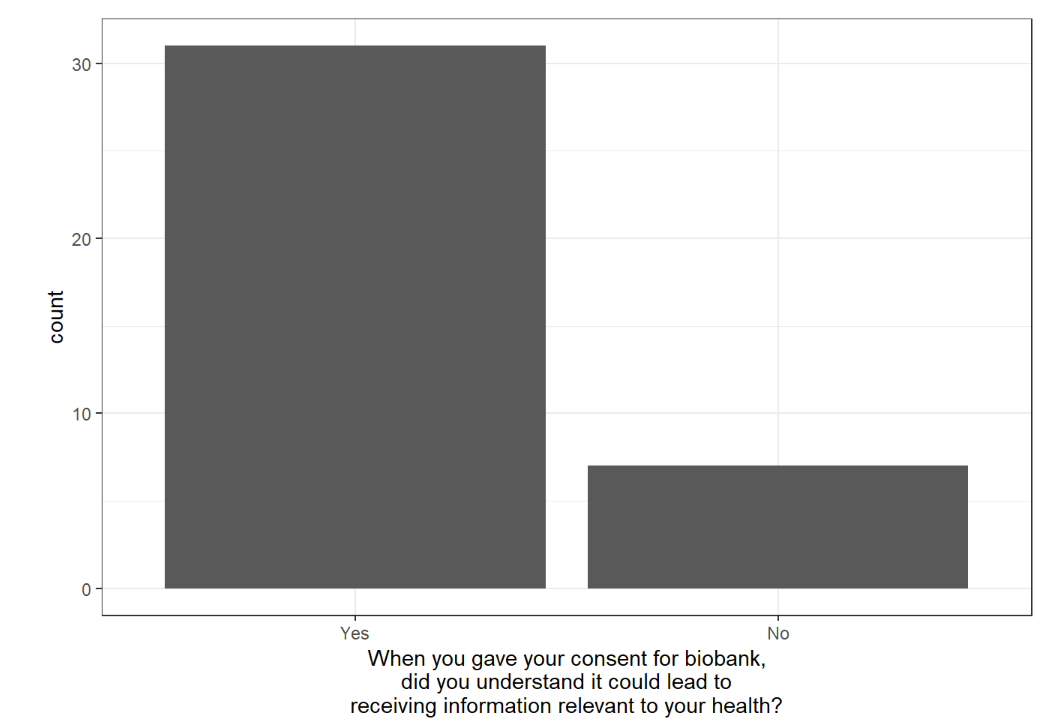 30
20
10
0
count
Yes
No
When you gave your consent for biobank,
did you understand it could lead to
receiving information relevant to your health?